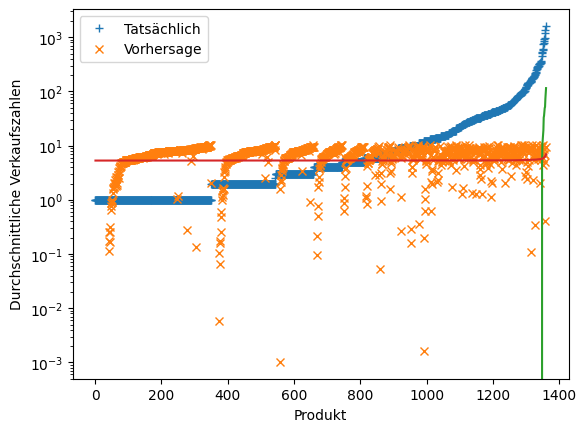 Tatsächlich
Vorhersage
Durchschnittliche Verkaufszahlen
10³
10²
10¹
10⁰
10⁻¹
10⁻²
10⁻³
0 200 400 600 800 1000 1200 1400
Produkt